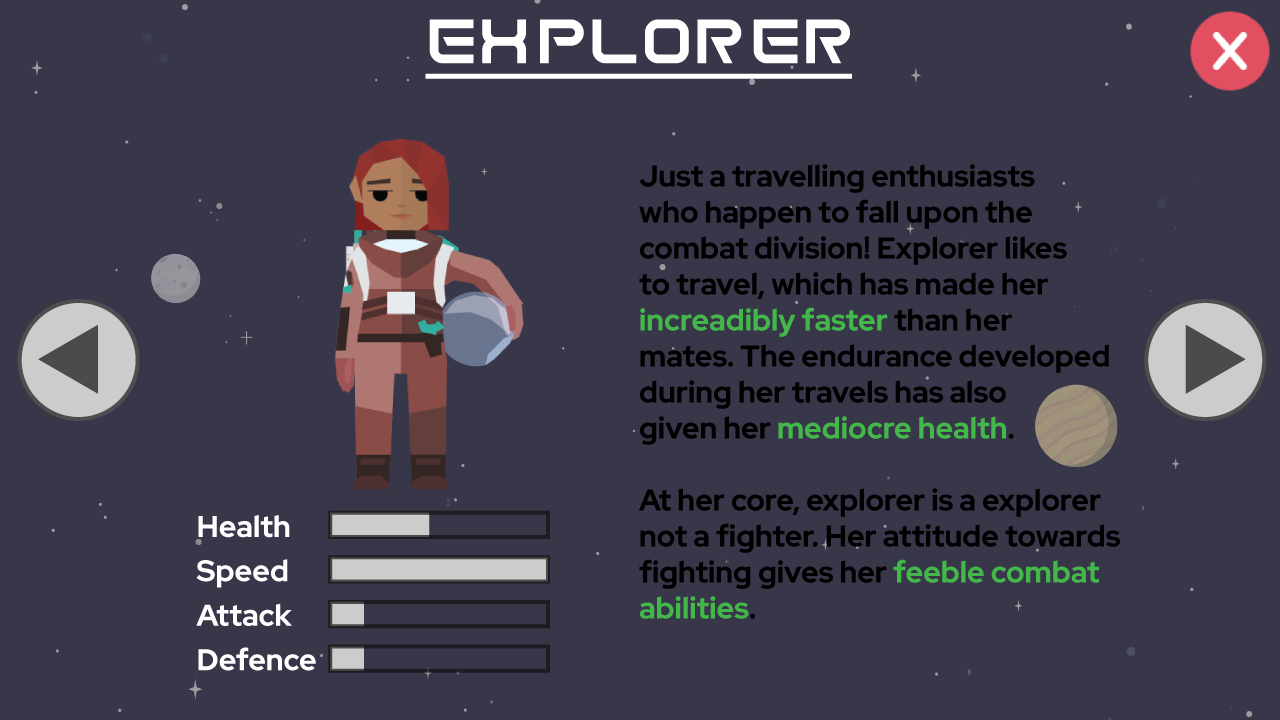 EXPLORER
Just a travelling enthusiasts
who happen to fall upon the
combat division! Explorer likes
to travel, which has made her
increadibly faster than her
mates. The endurance developed
during her travels has also
given her mediocre health.
At her core, explorer is a explorer
not a fighter. Her attitude towards
fighting gives her feeble combat
abilities.
Health
Speed
Attack
Defence